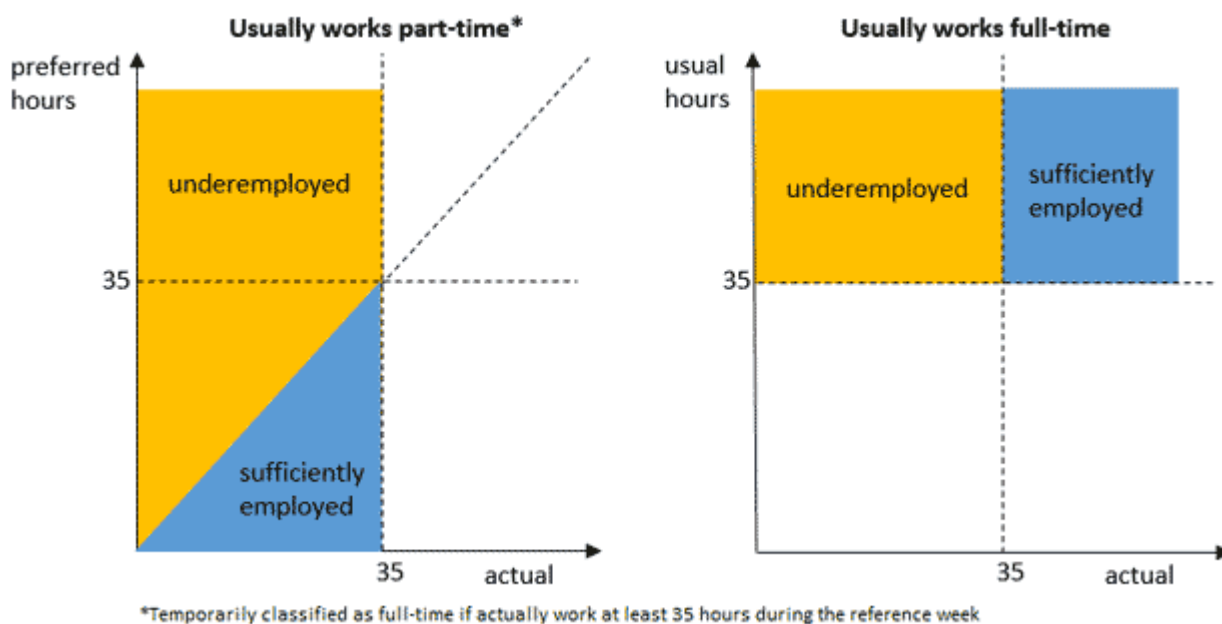 Usually works part-time*
preferred
hours
underemployed
35
sufficiently
employed
35
actual
Usually works full-time
usual
hours
underemployed
sufficiently
employed
35
35
actual
*Temporarily classified as full-time if actually work at least 35 hours during the reference week